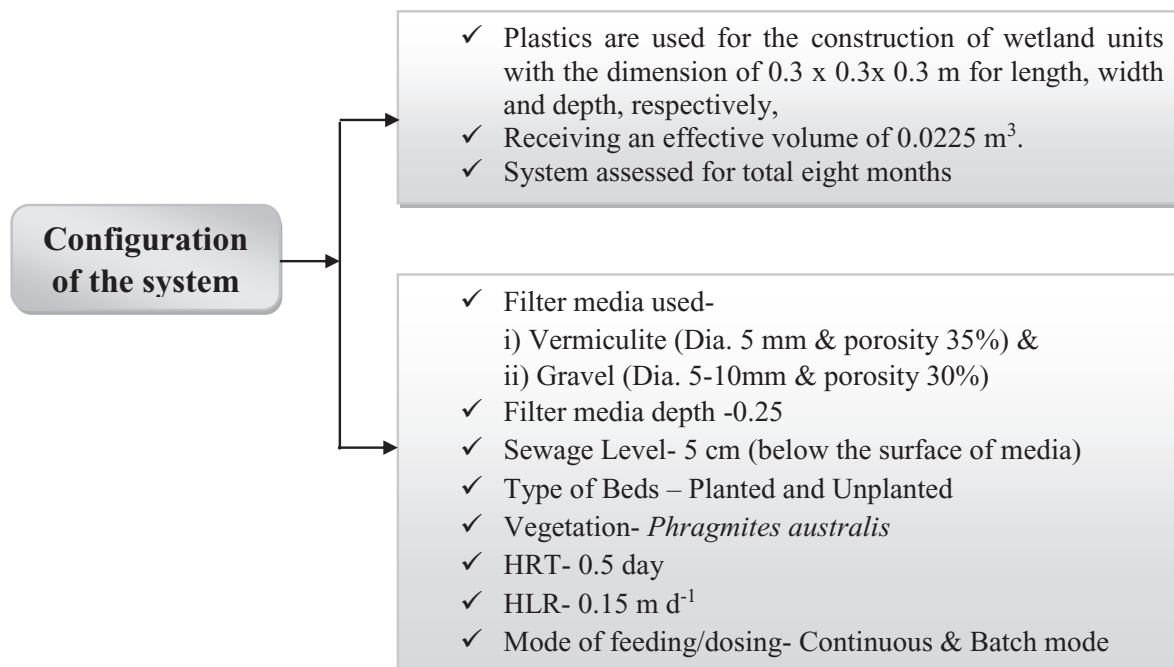 Configuration
of the system
✓ Plastics are used for the construction of wetland units
with the dimension of 0.3 x 0.3x 0.3 m for length, width
and depth, respectively,
✓ Receiving an effective volume of 0.0225 m³.
✓ System assessed for total eight months
✓ Filter media used-
i) Vermiculite (Dia. 5 mm & porosity 35%) &
ii) Gravel (Dia. 5-10mm & porosity 30%)
✓ Filter media depth -0.25
✓ Sewage Level- 5 cm (below the surface of media)
✓ Type of Beds – Planted and Unplanted
✓ Vegetation- Phragmites australis
✓ HRT- 0.5 day
✓ HLR- 0.15 m d⁻¹
✓ Mode of feeding/dosing- Continuous & Batch mode